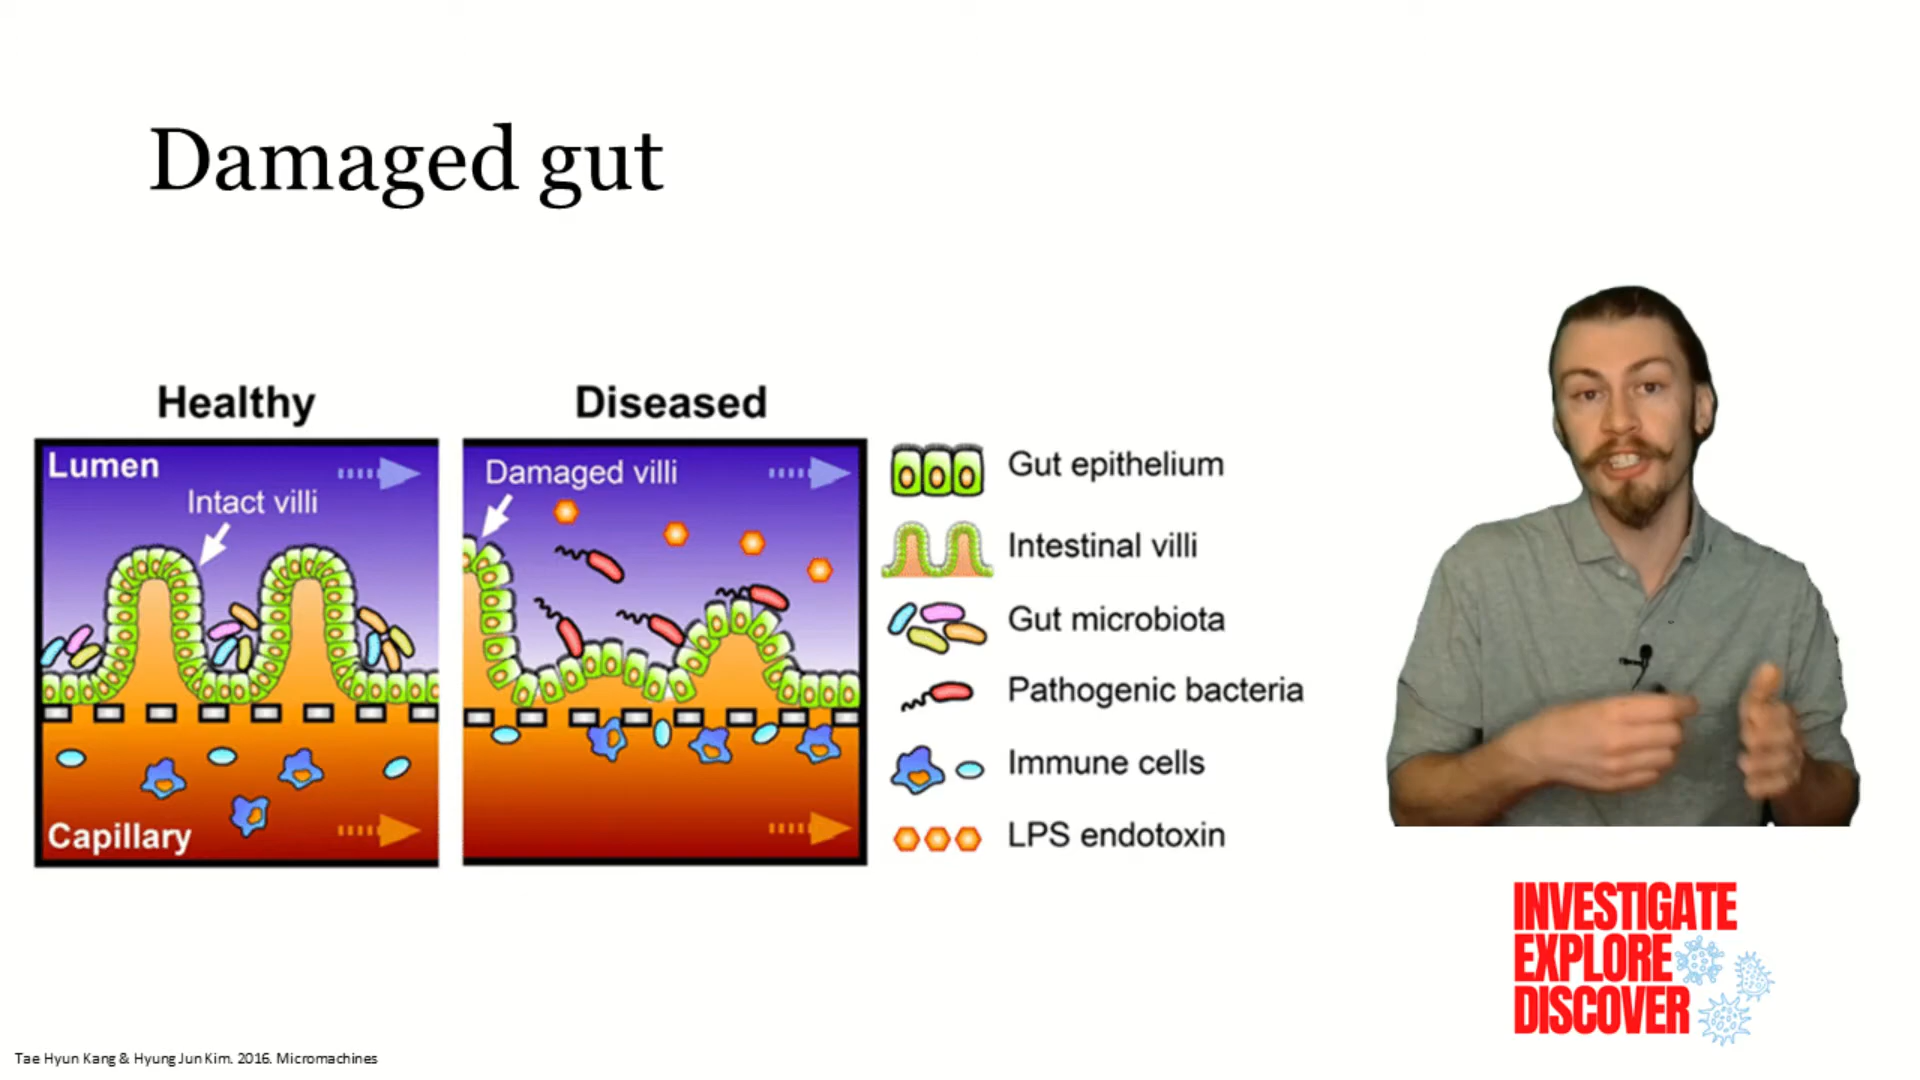 Damaged gut
Healthy
Diseased
Lumen
Intact villi
Capillary
Damaged villi
Gut epithelium
Intestinal villi
Gut microbiota
Pathogenic bacteria
Immune cells
LPS endotoxin
INVESTIGATE
EXPLORE
DISCOVER
Tae Hyun Kang & Hyung Jun Kim. 2016. Micromachines